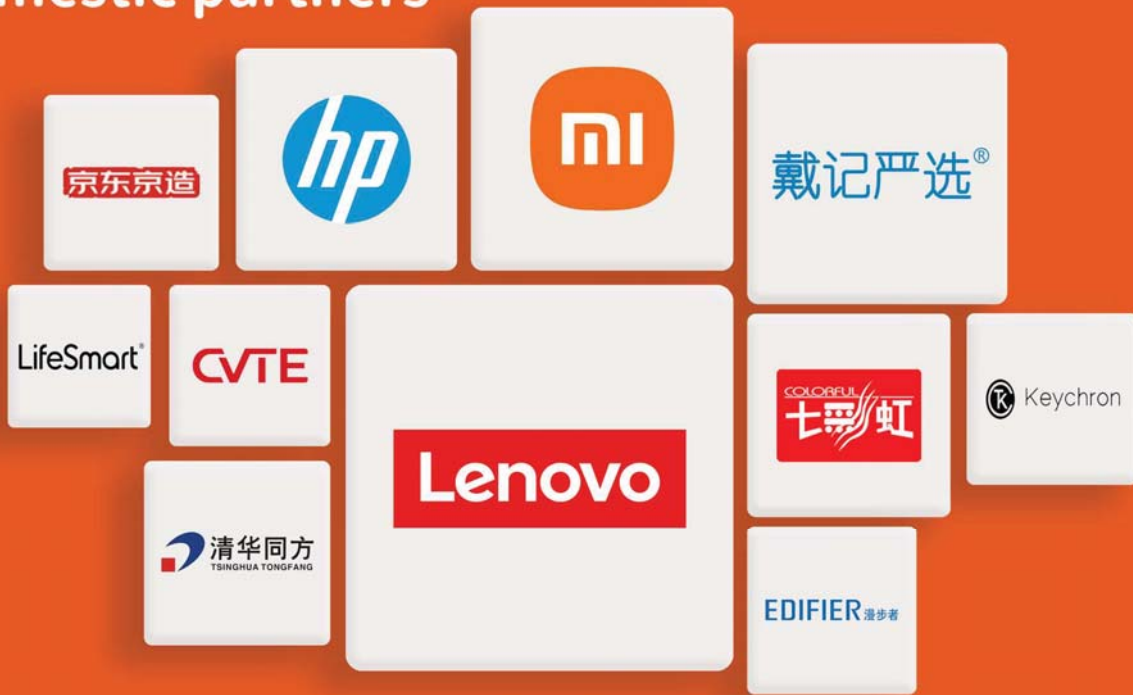 mestic partners
京东京造
hp
mi
戴记严选®
LifeSmart®
CVTE
Lenovo
COLORFUL
七彩虹
K Keychron
清华同方
TSINGHUA TONGFANG
EDIFIER 漫步者